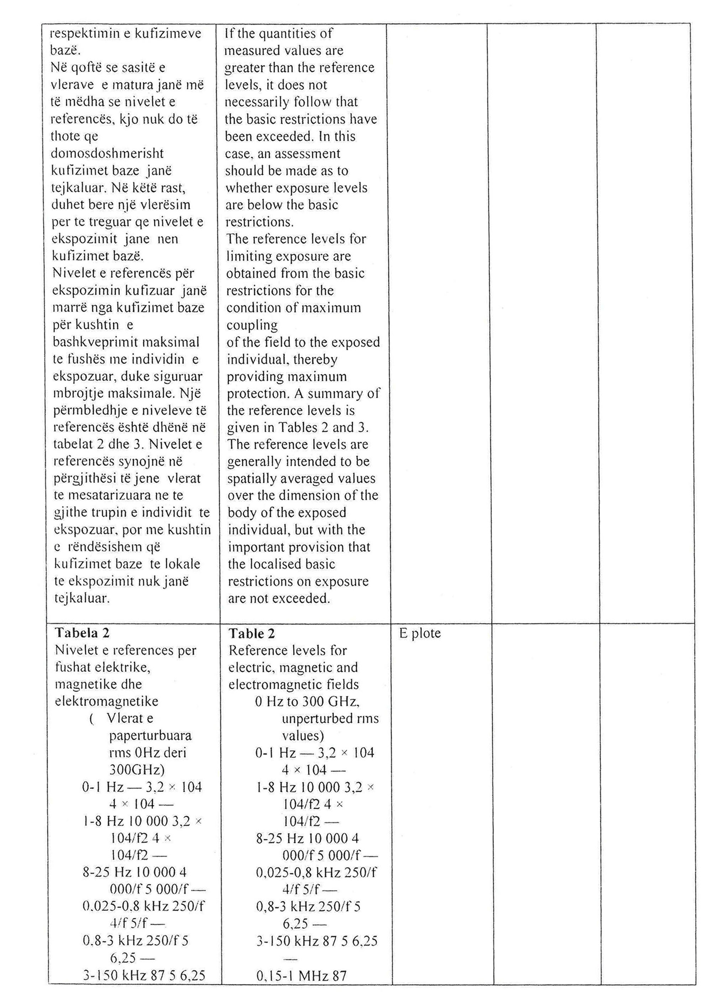 respektimin e kufizimeve
bazë.
Në qoftë se sasitë e
vlerave e matura janë më
të mëdha se nivelet e
referencës, kjo nuk do të
thote qe
domosdoshmerisht
kufizimet baze janë
tejkaluar. Në këtë rast,
duhet bere një vlerësim
per te treguar qe nivelet e
ekspozimit jane nen
kufizimet bazë.
Nivelet e referencës për
ekspozimin kufizuar janë
marrë nga kufizimet baze
për kushtin e
bashkveprimit maksimal
te fushës me individin e
ekspozuar, duke siguruar
mbrojtje maksimale. Një
përmbledhje e niveleve të
referencës është dhënë në
tabelat 2 dhe 3. Nivelet e
referencës synojnë në
përgjithësi të jene vlerat
te mesatarizuara ne te
gjithe trupin e individit te
ekspozuar, por me kushtin
e rëndësishem që
kufizimet baze te lokale
te ekspozimit nuk janë
tejkaluar.
If the quantities of
measured values are
greater than the reference
levels, it does not
necessarily follow that
the basic restrictions have
been exceeded. In this
case, an assessment
should be made as to
whether exposure levels
are below the basic
restrictions.
The reference levels for
limiting exposure are
obtained from the basic
restrictions for the
condition of maximum
coupling
of the field to the exposed
individual, thereby
providing maximum
protection. A summary of
the reference levels is
given in Tables 2 and 3.
The reference levels are
generally intended to be
spatially averaged values
over the dimension of the
body of the exposed
individual, but with the
important provision that
the localised basic
restrictions on exposure
are not exceeded.
Tabela 2
Nivelet e references per
fushat elektrike,
magnetike dhe
elektromagnetike
( Vlerat e
paperturbuara
rms 0Hz deri
300GHz)
0-1 Hz — 3,2 × 104
4 × 104 —
1-8 Hz 10 000 3,2 ×
104/f2 4 ×
104/f2 —
8-25 Hz 10 000 4
000/f 5 000/f —
0.025-0.8 kHz 250/f
4/f 5/f —
0.8-3 kHz 250/f 5
6,25 —
3-150 kHz 87 5 6,25
Table 2
Reference levels for
electric, magnetic and
electromagnetic fields
0 Hz to 300 GHz,
unperturbed rms
values)
0-1 Hz — 3,2 × 104
4 × 104 —
1-8 Hz 10 000 3,2 ×
104/f2 4 ×
104/f2 —
8-25 Hz 10 000 4
000/f 5 000/f —
0,025-0,8 kHz 250/f
4/f 5/f —
0,8-3 kHz 250/f 5
6,25 —
3-150 kHz 87 5 6,25
—
0,15-1 MHz 87
E plote